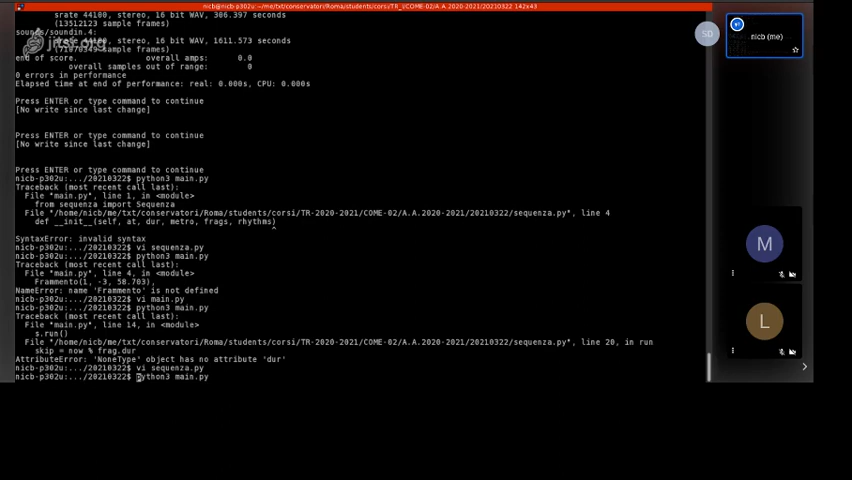 nicb@nicb-p302u: ~/me/txt/conservatori/Roma/students/corsi/TR_I/COME-02/A.A.2020-2021/20210322 142x43
srate 44100, stereo, 16 bit WAV, 306.397 seconds
(13512123 sample frames)
sounds/soundin.4:
srate 44100, stereo, 16 bit WAV, 1611.573 seconds
(71070349 sample frames)
jitsi.org
end of score. overall amps: 0.0
overall samples out of range: 0
0 errors in performance
Elapsed time at end of performance: real: 0.000s, CPU: 0.000s
Press ENTER or type command to continue
[No write since last change]
Press ENTER or type command to continue
[No write since last change]
Press ENTER or type command to continue
nicb-p302u:.../20210322$ python3 main.py
Traceback (most recent call last):
File "main.py", line 1, in <module>
from sequenza import Sequenza
File "/home/nicb/me/txt/conservatori/Roma/students/corsi/TR-2020-2021/COME-02/A.A.2020-2021/20210322/sequenza.py", line 4
def __init__(self, at, dur, metro, frags, rhythms)
^
SyntaxError: invalid syntax
nicb-p302u:.../20210322$ vi sequenza.py
nicb-p302u:.../20210322$ python3 main.py
Traceback (most recent call last):
File "main.py", line 4, in <module>
Frammento(1, -3, 58.703),
NameError: name 'Frammento' is not defined
nicb-p302u:.../20210322$ vi main.py
nicb-p302u:.../20210322$ python3 main.py
Traceback (most recent call last):
File "main.py", line 14, in <module>
s.run()
File "/home/nicb/me/txt/conservatori/Roma/students/corsi/TR-2020-2021/COME-02/A.A.2020-2021/20210322/sequenza.py", line 20, in run
skip = now % frag.dur
AttributeError: 'NoneType' object has no attribute 'dur'
nicb-p302u:.../20210322$ vi sequenza.py
nicb-p302u:.../20210322$ python3 main.py
SD
nicb (me)
M
L